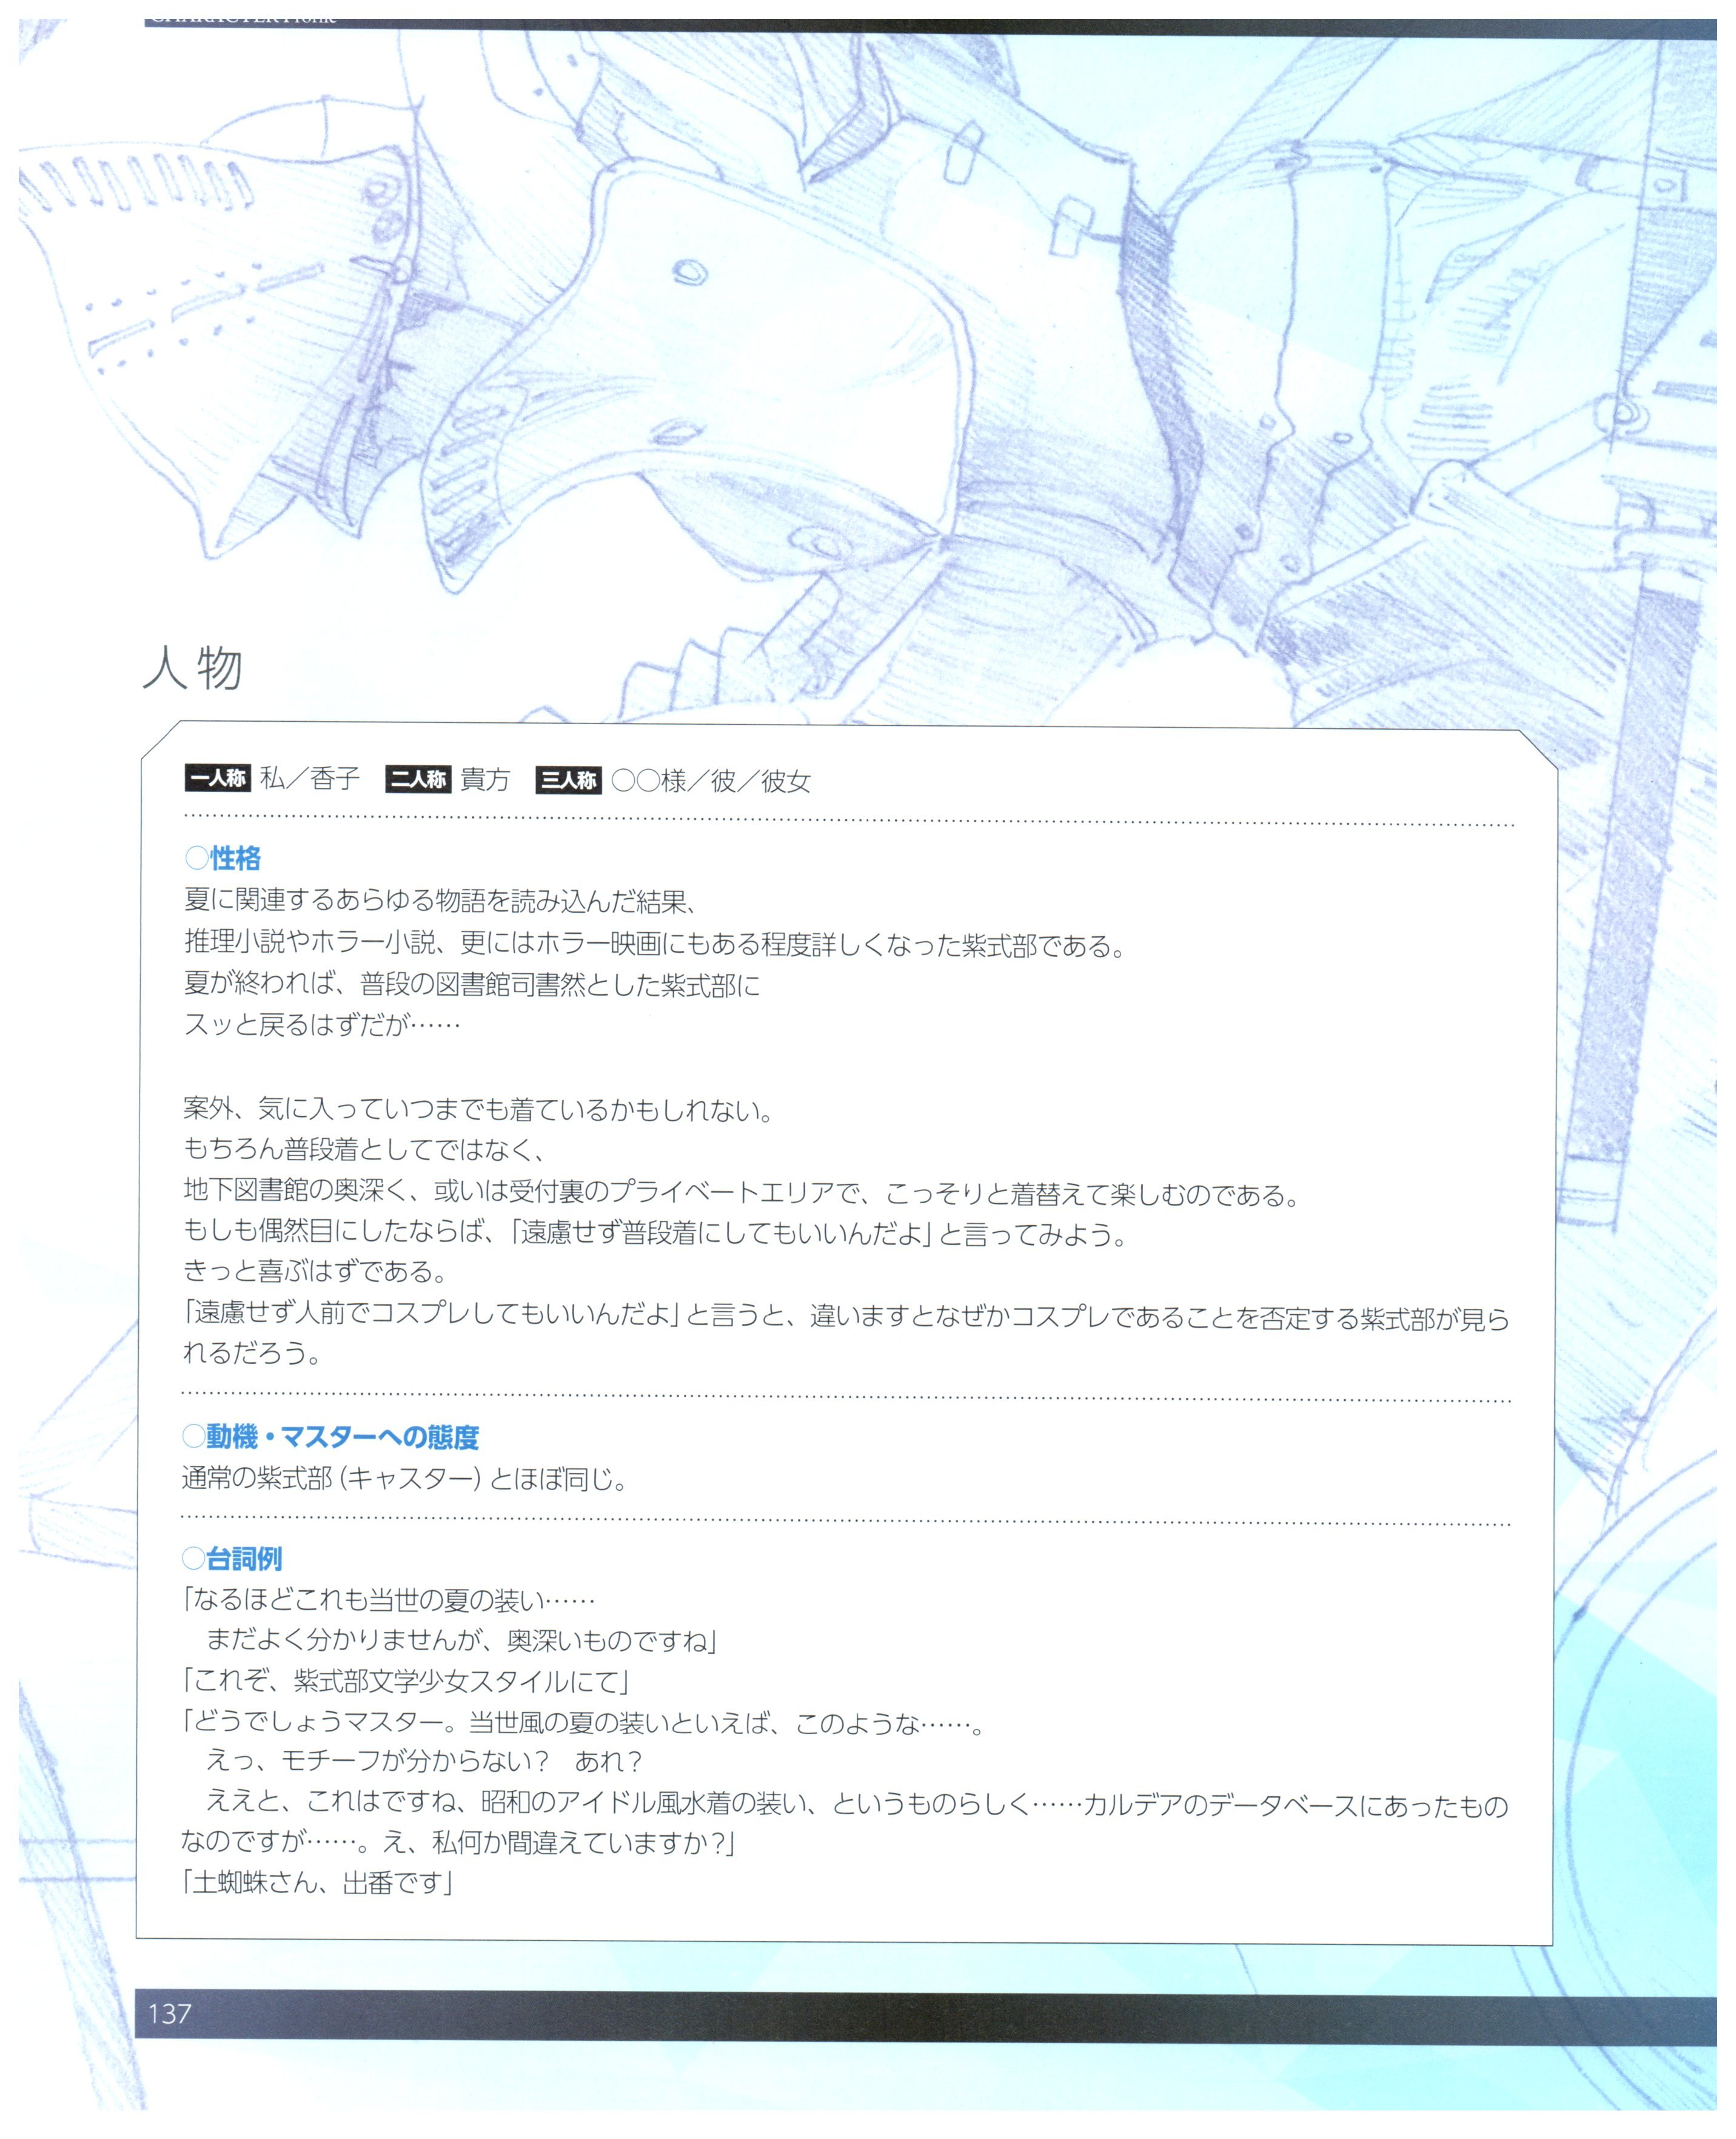 CHARACTER Profile
人物
一人称 私／香子 二人称 貴方 三人称 ○○様／彼／彼女
○性格
夏に関連するあらゆる物語を読み込んだ結果、
推理小説やホラー小説、更にはホラー映画にもある程度詳しくなった紫式部である。
夏が終われば、普段の図書館司書然とした紫式部に
スッと戻るはずだが……
案外、気に入っていつまでも着ているかもしれない。
もちろん普段着としてではなく、
地下図書館の奥深く、或いは受付裏のプライベートエリアで、こっそりと着替えて楽しむのである。
もしも偶然目にしたならば、「遠慮せず普段着にしてもいいんだよ」と言ってみよう。
きっと喜ぶはずである。
「遠慮せず人前でコスプレしてもいいんだよ」と言うと、違いますとなぜかコスプレであることを否定する紫式部が見ら
れるだろう。
○動機・マスターへの態度
通常の紫式部（キャスター）とほぼ同じ。
○台詞例
「なるほどこれも当世の夏の装い……
まだよく分かりませんが、奥深いものですね」
「これぞ、紫式部文学少女スタイルにて」
「どうでしょうマスター。当世風の夏の装いといえば、このような……。
えっ、モチーフが分からない？　あれ？
ええと、これはですね、昭和のアイドル風水着の装い、というものらしく……カルデアのデータベースにあったもの
なのですが……。え、私何か間違えていますか？」
「土蜘蛛さん、出番です」
137